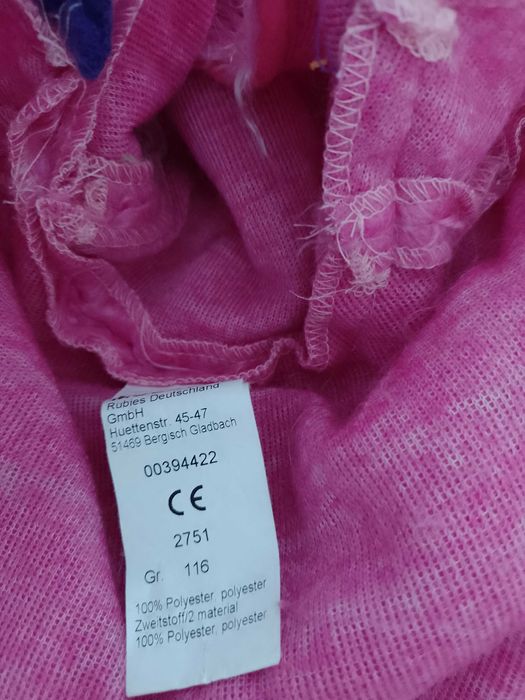 Rubies Deutschland
GmbH
Huettenstr. 45-47
51469 Bergisch Gladbach
00394422
CE
2751
Gr. 116
100% Polyester, polyester
Zweitstoff/2 material
100% Polyester, polyester